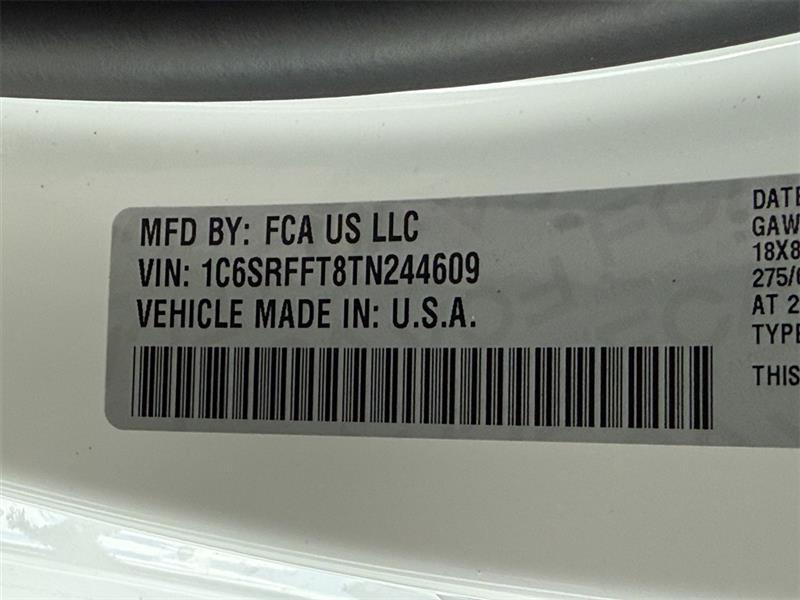 MFD BY: FCA US LLC
VIN: 1C6SRFFT8TN244609
VEHICLE MADE IN: U.S.A.
DATE
GAW
18X8
275/
AT 2
TYPE
THIS